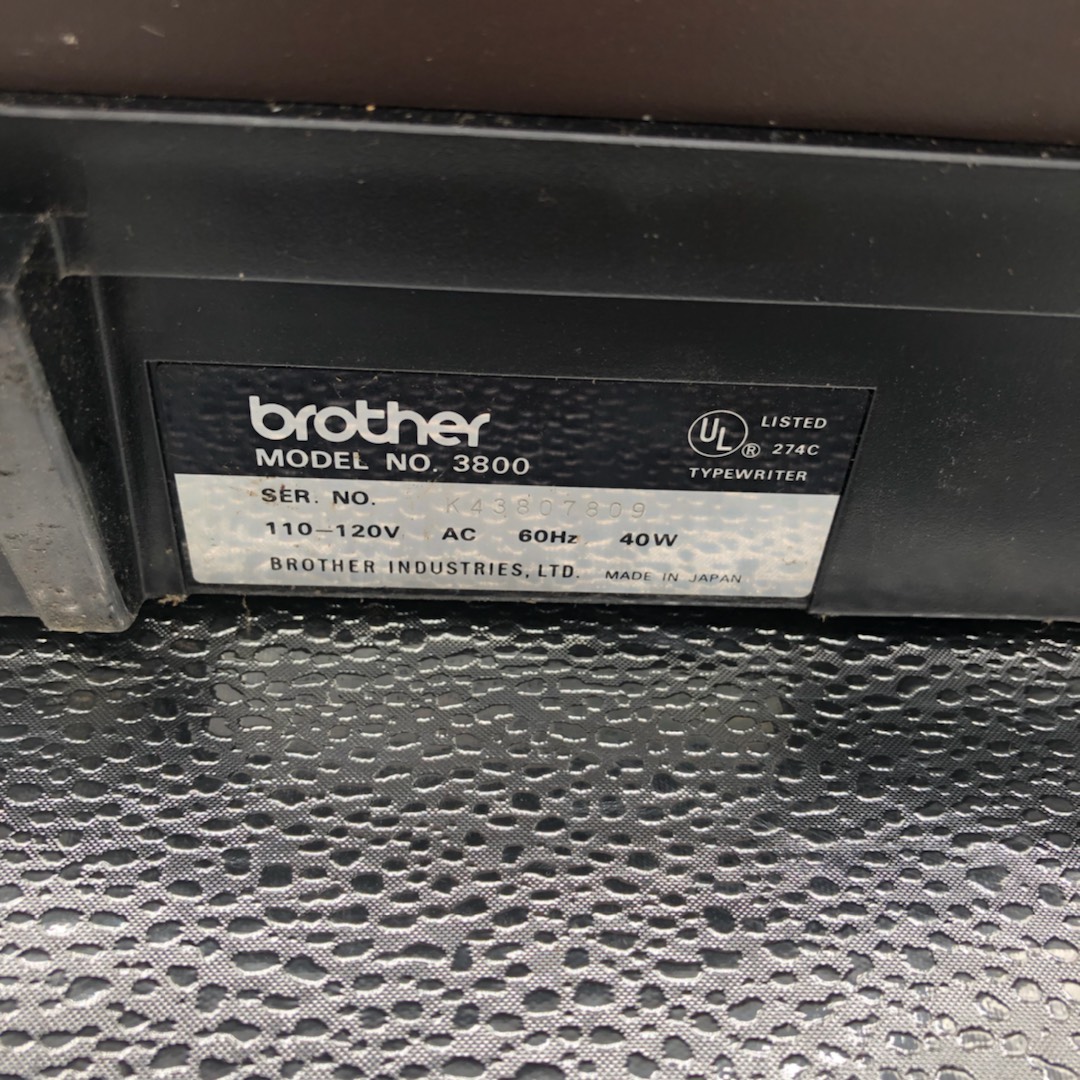 brother
MODEL NO. 3800
UL ® LISTED
274C
TYPEWRITER
SER. NO. K43807809
110-120V AC 60Hz 40W
BROTHER INDUSTRIES, LTD. MADE IN JAPAN